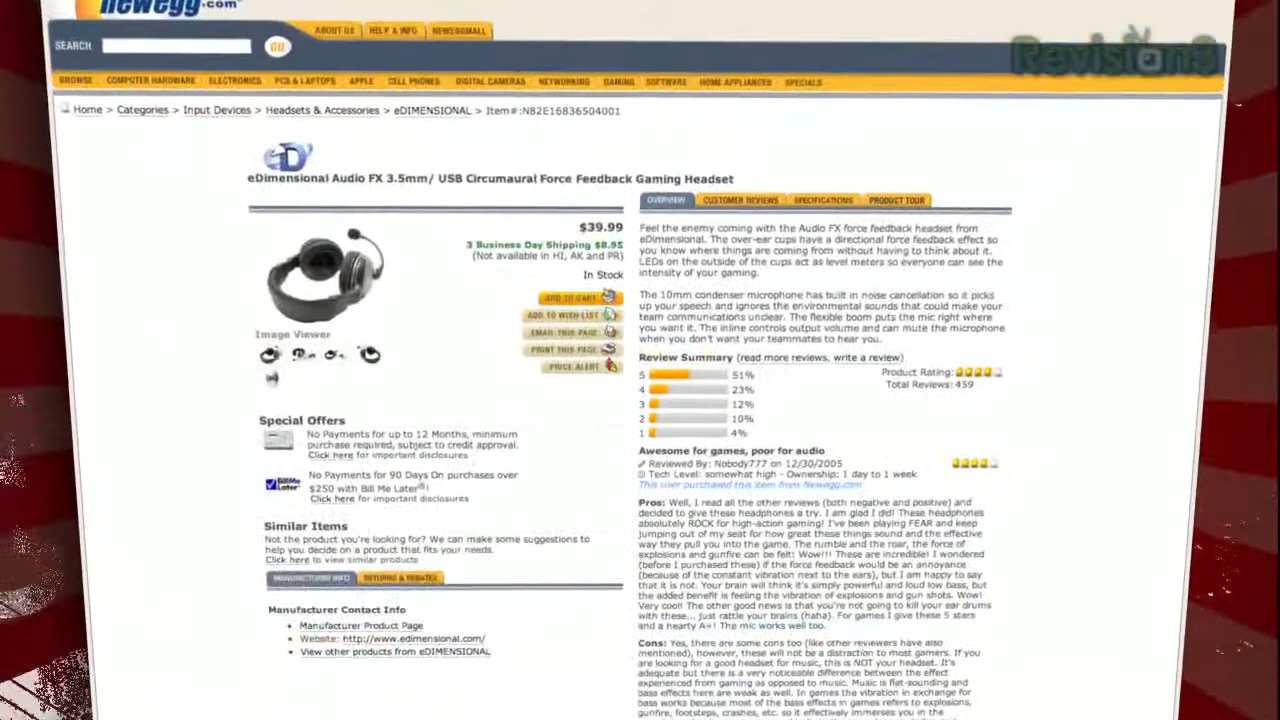 newegg.com
Revision3
ABOUT US HELP & INFO NEWEGGMALL
SEARCH GO
BROWSE COMPUTER HARDWARE ELECTRONICS PCS & LAPTOPS APPLE CELL PHONES DIGITAL CAMERAS NETWORKING GAMING SOFTWARE HOME APPLIANCES SPECIALS
Home > Categories > Input Devices > Headsets & Accessories > eDIMENSIONAL > Item#:N82E16836504001
eDimensional Audio FX 3.5mm/ USB Circumaural Force Feedback Gaming Headset
$39.99
3 Business Day Shipping $8.95
(Not available in HI, AK and PR)
In Stock
ADD TO CART
ADD TO WISH LIST
EMAIL THIS PAGE
PRINT THIS PAGE
PRICE ALERT
Image Viewer
Special Offers
No Payments for up to 12 Months, minimum
purchase required, subject to credit approval.
Click here for important disclosures
Bill Me
Later
No Payments for 90 Days On purchases over
$250 with Bill Me Later
Click here for important disclosures
Similar Items
Not the product you're looking for? We can make some suggestions to
help you decide on a product that fits your needs.
Click here to view similar products
MANUFACTURER INFO RETURNS & REBATES
Manufacturer Contact Info
Manufacturer Product Page
Website: http://www.edimensional.com/
View other products from eDIMENSIONAL
OVERVIEW CUSTOMER REVIEWS SPECIFICATIONS PRODUCT TOUR
Feel the enemy coming with the Audio FX force feedback headset from
eDimensional. The over-ear cups have a directional force feedback effect so
you know where things are coming from without having to think about it.
LEDs on the outside of the cups act as level meters so everyone can see the
intensity of your gaming.
The 10mm condenser microphone has built in noise cancellation so it picks
up your speech and ignores the environmental sounds that could make your
team communications unclear. The flexible boom puts the mic right where
you want it. The inline controls output volume and can mute the microphone
when you don't want your teammates to hear you.
Review Summary (read more reviews, write a review)
5 51% Product Rating:
4 23% Total Reviews: 459
3 12%
2 10%
1 4%
Awesome for games, poor for audio
Reviewed By: Nobody777 on 12/30/2005
Tech Level: somewhat high - Ownership: 1 day to 1 week
This user purchased this item from Newegg.com
Pros: Well, I read all the other reviews (both negative and positive) and
decided to give these headphones a try. I am glad I did! These headphones
absolutely ROCK for high-action gaming! I've been playing FEAR and keep
jumping out of my seat for how great these things sound and the effective
way they pull you into the game. The rumble and the roar, the force of
explosions and gunfire can be felt! Wow!!! These are incredible! I wondered
(before I purchased these) if the force feedback would be an annoyance
(because of the constant vibration next to the ears), but I am happy to say
that it is not. Your brain will think it's simply powerful and loud low bass, but
the added benefit is feeling the vibration of explosions and gun shots. Wow!
Very cool! The other good news is that you're not going to kill your ear drums
with these... just rattle your brains (haha). For games I give these 5 stars
and a hearty A+! The mic works well too.
Cons: Yes, there are some cons too (like other reviewers have also
mentioned), however, these will not be a distraction to most gamers. If you
are looking for a good headset for music, this is NOT your headset. It's
adequate but there is a very noticeable difference between the effect
experienced from gaming as opposed to music. Music is flat-sounding and
bass effects here are weak as well. In games the vibration in exchange for
bass works because most of the bass effects in games refers to explosions,
gunfire, footsteps, crashes, etc. so it effectively immerses you in the